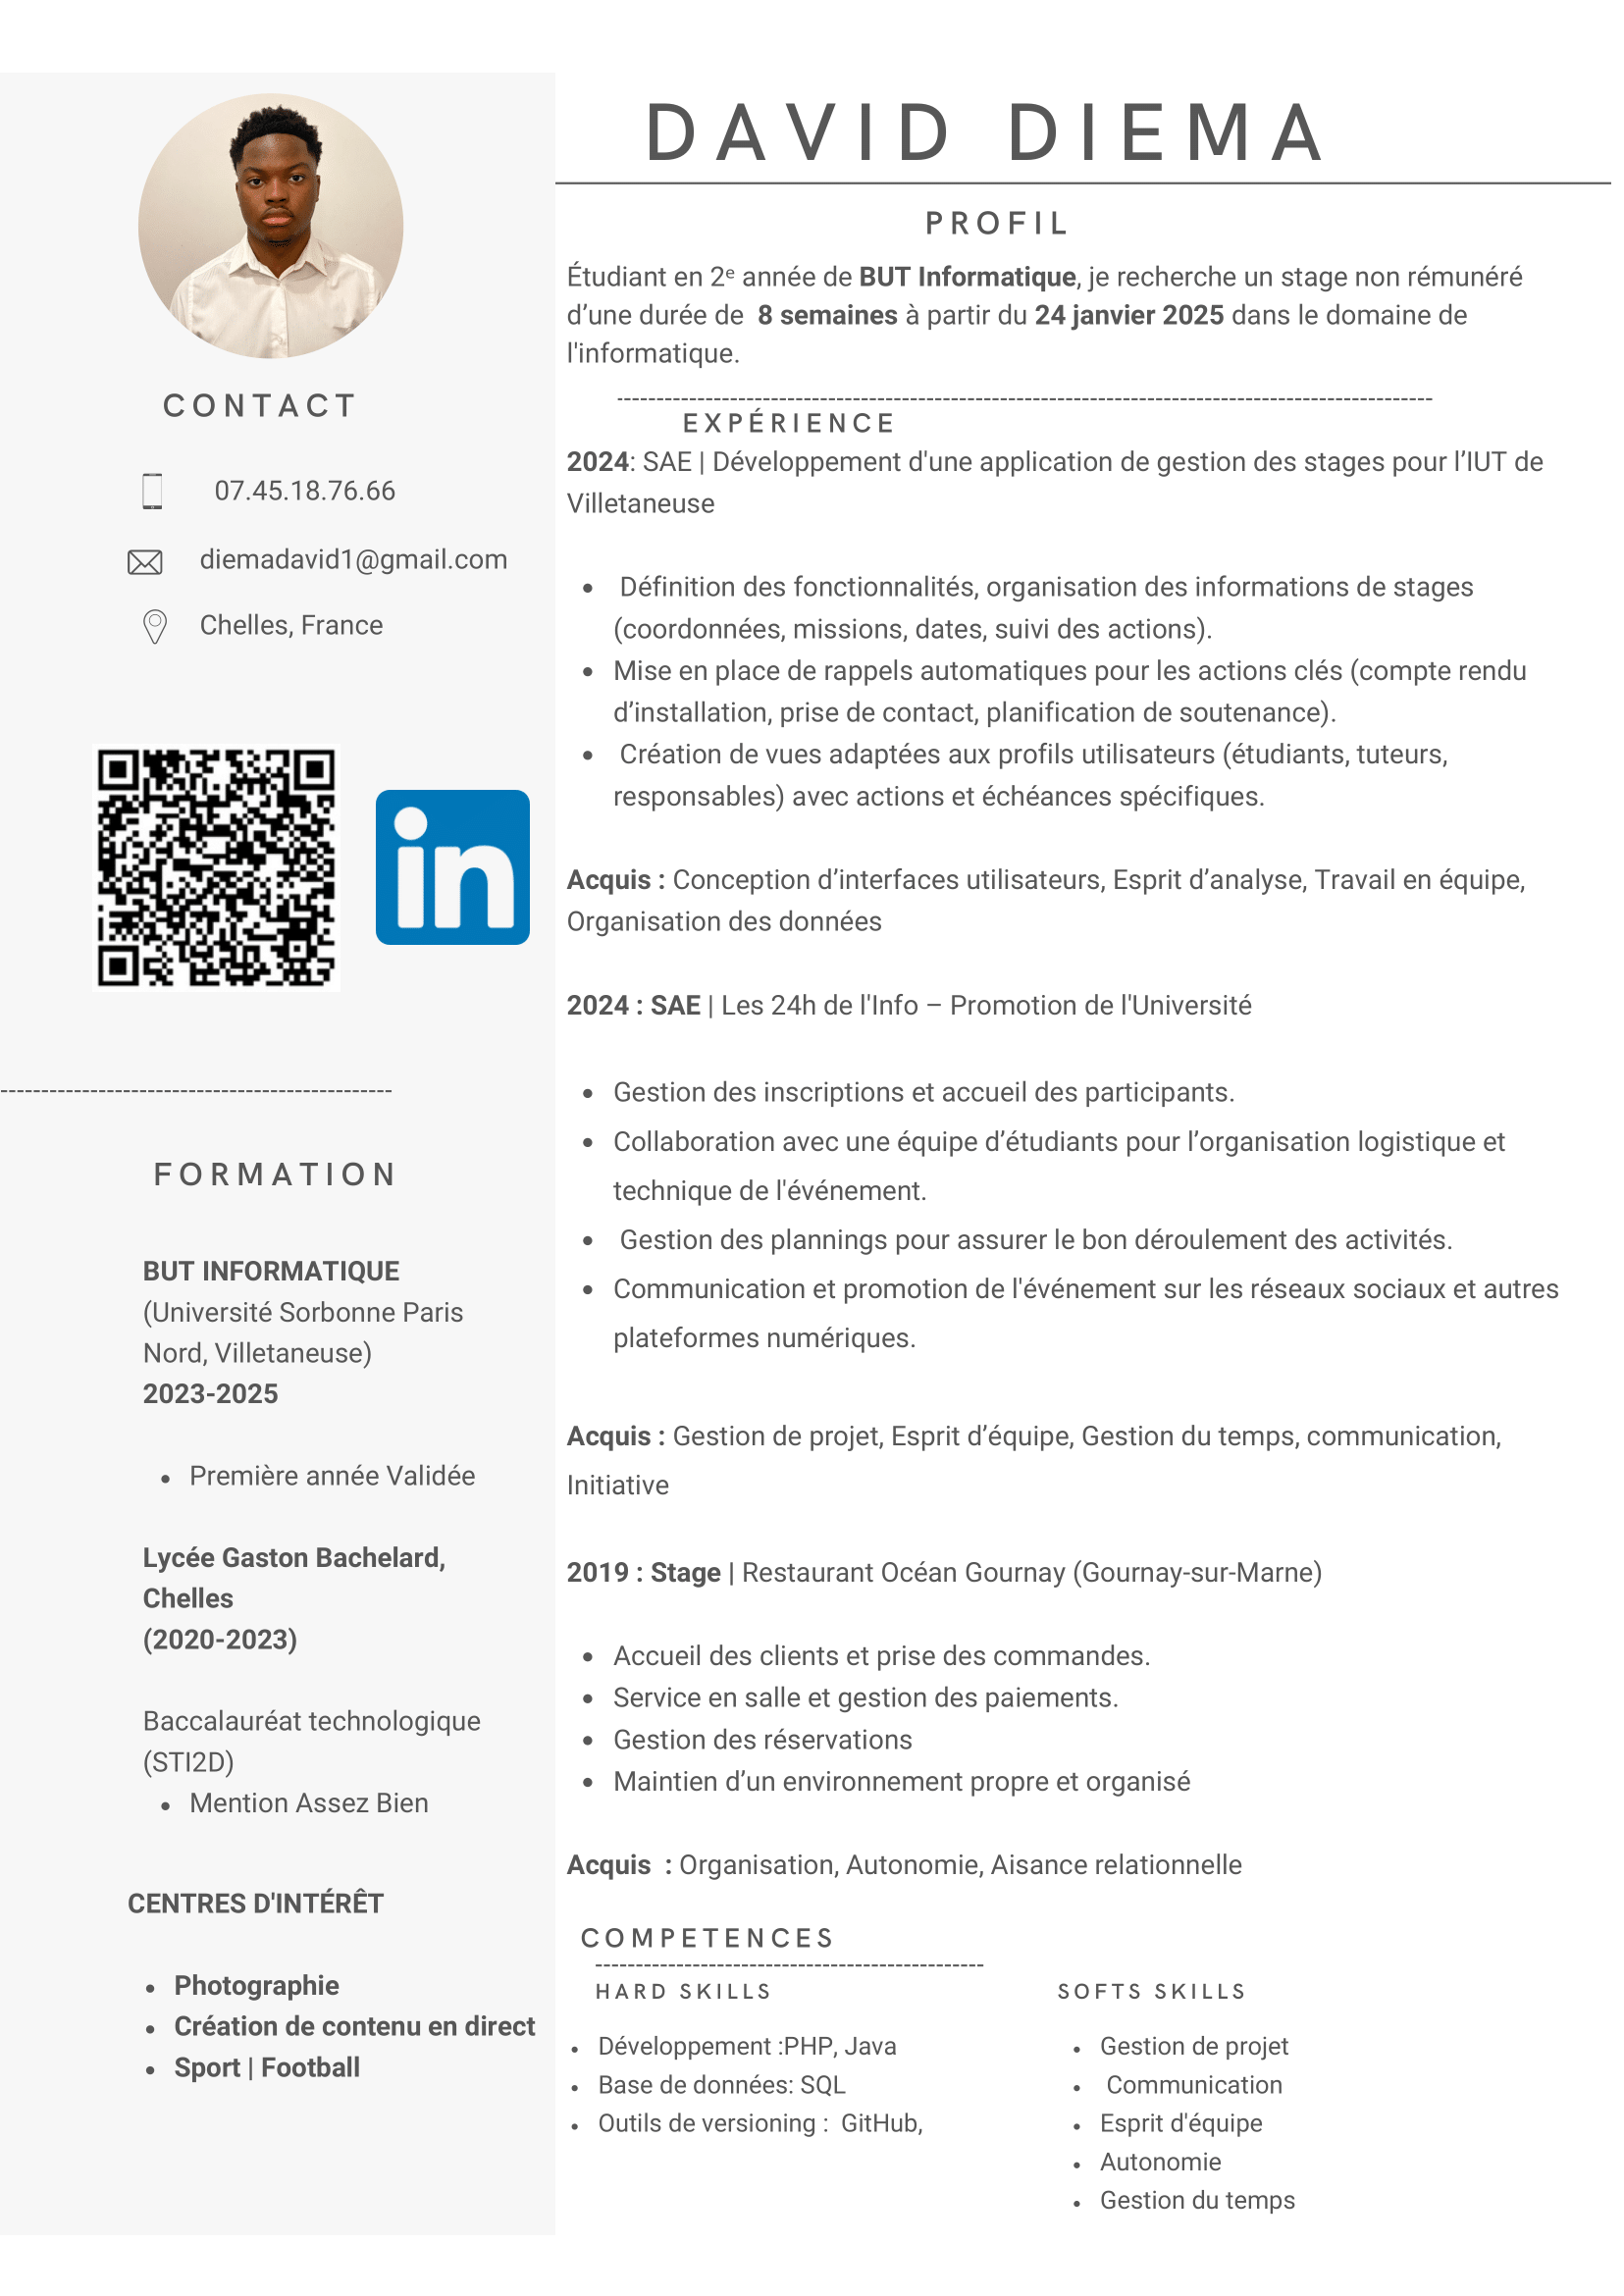 DAVID DIEMA
PROFIL
Étudiant en 2ᵉ année de BUT Informatique, je recherche un stage non rémunéré
d’une durée de  8 semaines à partir du 24 janvier 2025 dans le domaine de
l'informatique.
EXPÉRIENCE
2024: SAE | Développement d'une application de gestion des stages pour l’IUT de
Villetaneuse
• Définition des fonctionnalités, organisation des informations de stages
(coordonnées, missions, dates, suivi des actions).
• Mise en place de rappels automatiques pour les actions clés (compte rendu
d’installation, prise de contact, planification de soutenance).
• Création de vues adaptées aux profils utilisateurs (étudiants, tuteurs,
responsables) avec actions et échéances spécifiques.
Acquis : Conception d’interfaces utilisateurs, Esprit d’analyse, Travail en équipe,
Organisation des données
2024 : SAE | Les 24h de l'Info – Promotion de l'Université
• Gestion des inscriptions et accueil des participants.
• Collaboration avec une équipe d’étudiants pour l’organisation logistique et
technique de l'événement.
• Gestion des plannings pour assurer le bon déroulement des activités.
• Communication et promotion de l'événement sur les réseaux sociaux et autres
plateformes numériques.
Acquis : Gestion de projet, Esprit d’équipe, Gestion du temps, communication,
Initiative
2019 : Stage | Restaurant Océan Gournay (Gournay-sur-Marne)
• Accueil des clients et prise des commandes.
• Service en salle et gestion des paiements.
• Gestion des réservations
• Maintien d’un environnement propre et organisé
Acquis  : Organisation, Autonomie, Aisance relationnelle
COMPETENCES
HARD SKILLS
• Développement :PHP, Java
• Base de données: SQL
• Outils de versioning :  GitHub,
SOFTS SKILLS
• Gestion de projet
• Communication
• Esprit d'équipe
• Autonomie
• Gestion du temps
CONTACT
07.45.18.76.66
diemadavid1@gmail.com
Chelles, France
in
FORMATION
BUT INFORMATIQUE
(Université Sorbonne Paris
Nord, Villetaneuse)
2023-2025
• Première année Validée
Lycée Gaston Bachelard,
Chelles
(2020-2023)
Baccalauréat technologique
(STI2D)
• Mention Assez Bien
CENTRES D'INTÉRÊT
• Photographie
• Création de contenu en direct
• Sport | Football